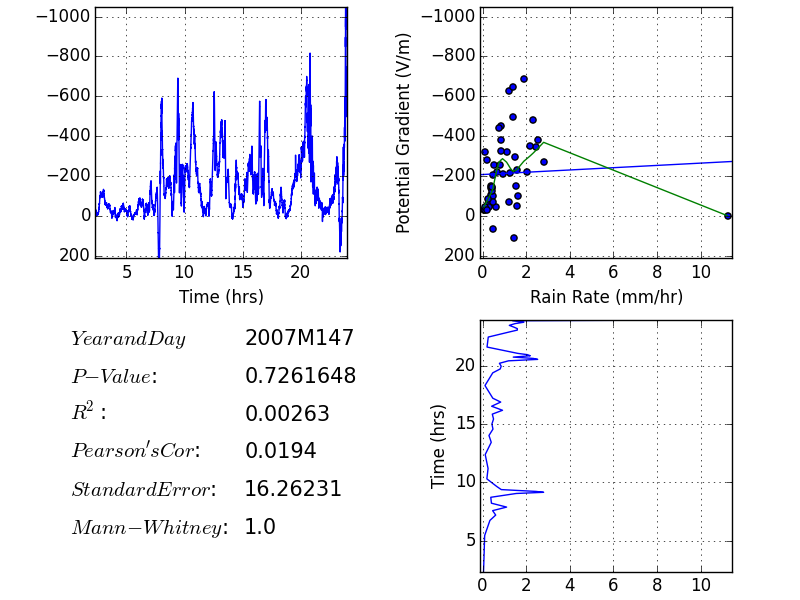 −1000
−800
−600
−400
−200
0
200
5 10 15 20
Time (hrs)
Potential Gradient (V/m)
−1000
−800
−600
−400
−200
0
200
0 2 4 6 8 10
Rain Rate (mm/hr)
YearandDay 2007M147
P−Value: 0.7261648
R²: 0.00263
Pearson'sCor: 0.0194
StandardError: 16.26231
Mann−Whitney: 1.0
Time (hrs)
20
15
10
5
0 2 4 6 8 10